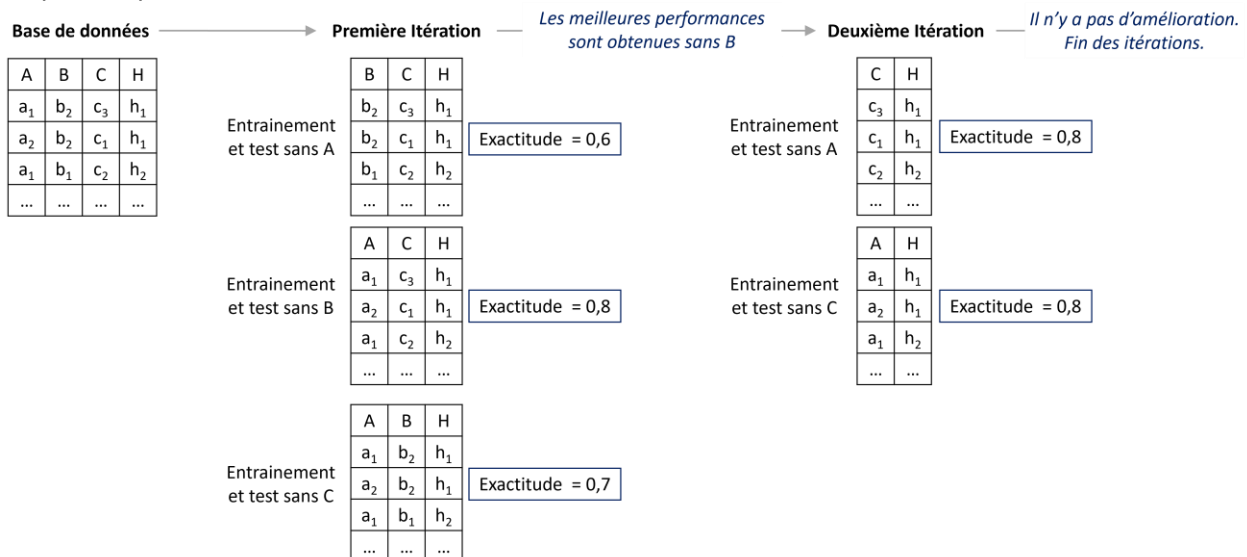 Base de données
Première Itération
Les meilleures performances
sont obtenues sans B
Deuxième Itération
Il n’y a pas d’amélioration.
Fin des itérations.
A B C H
a₁ b₂ c₃ h₁
a₂ b₂ c₁ h₁
a₁ b₁ c₂ h₂
... ... ... ...
Entrainement
et test sans A
B C H
b₂ c₃ h₁
b₂ c₁ h₁
b₁ c₂ h₂
... ... ...
Exactitude = 0,6
Entrainement
et test sans A
C H
c₃ h₁
c₁ h₁
c₂ h₂
... ...
Exactitude = 0,8
Entrainement
et test sans B
A C H
a₁ c₃ h₁
a₂ c₁ h₁
a₁ c₂ h₂
... ... ...
Exactitude = 0,8
Entrainement
et test sans C
A H
a₁ h₁
a₂ h₁
a₁ h₂
... ...
Exactitude = 0,8
Entrainement
et test sans C
A B H
a₁ b₂ h₁
a₂ b₂ h₁
a₁ b₁ h₂
... ... ...
Exactitude = 0,7